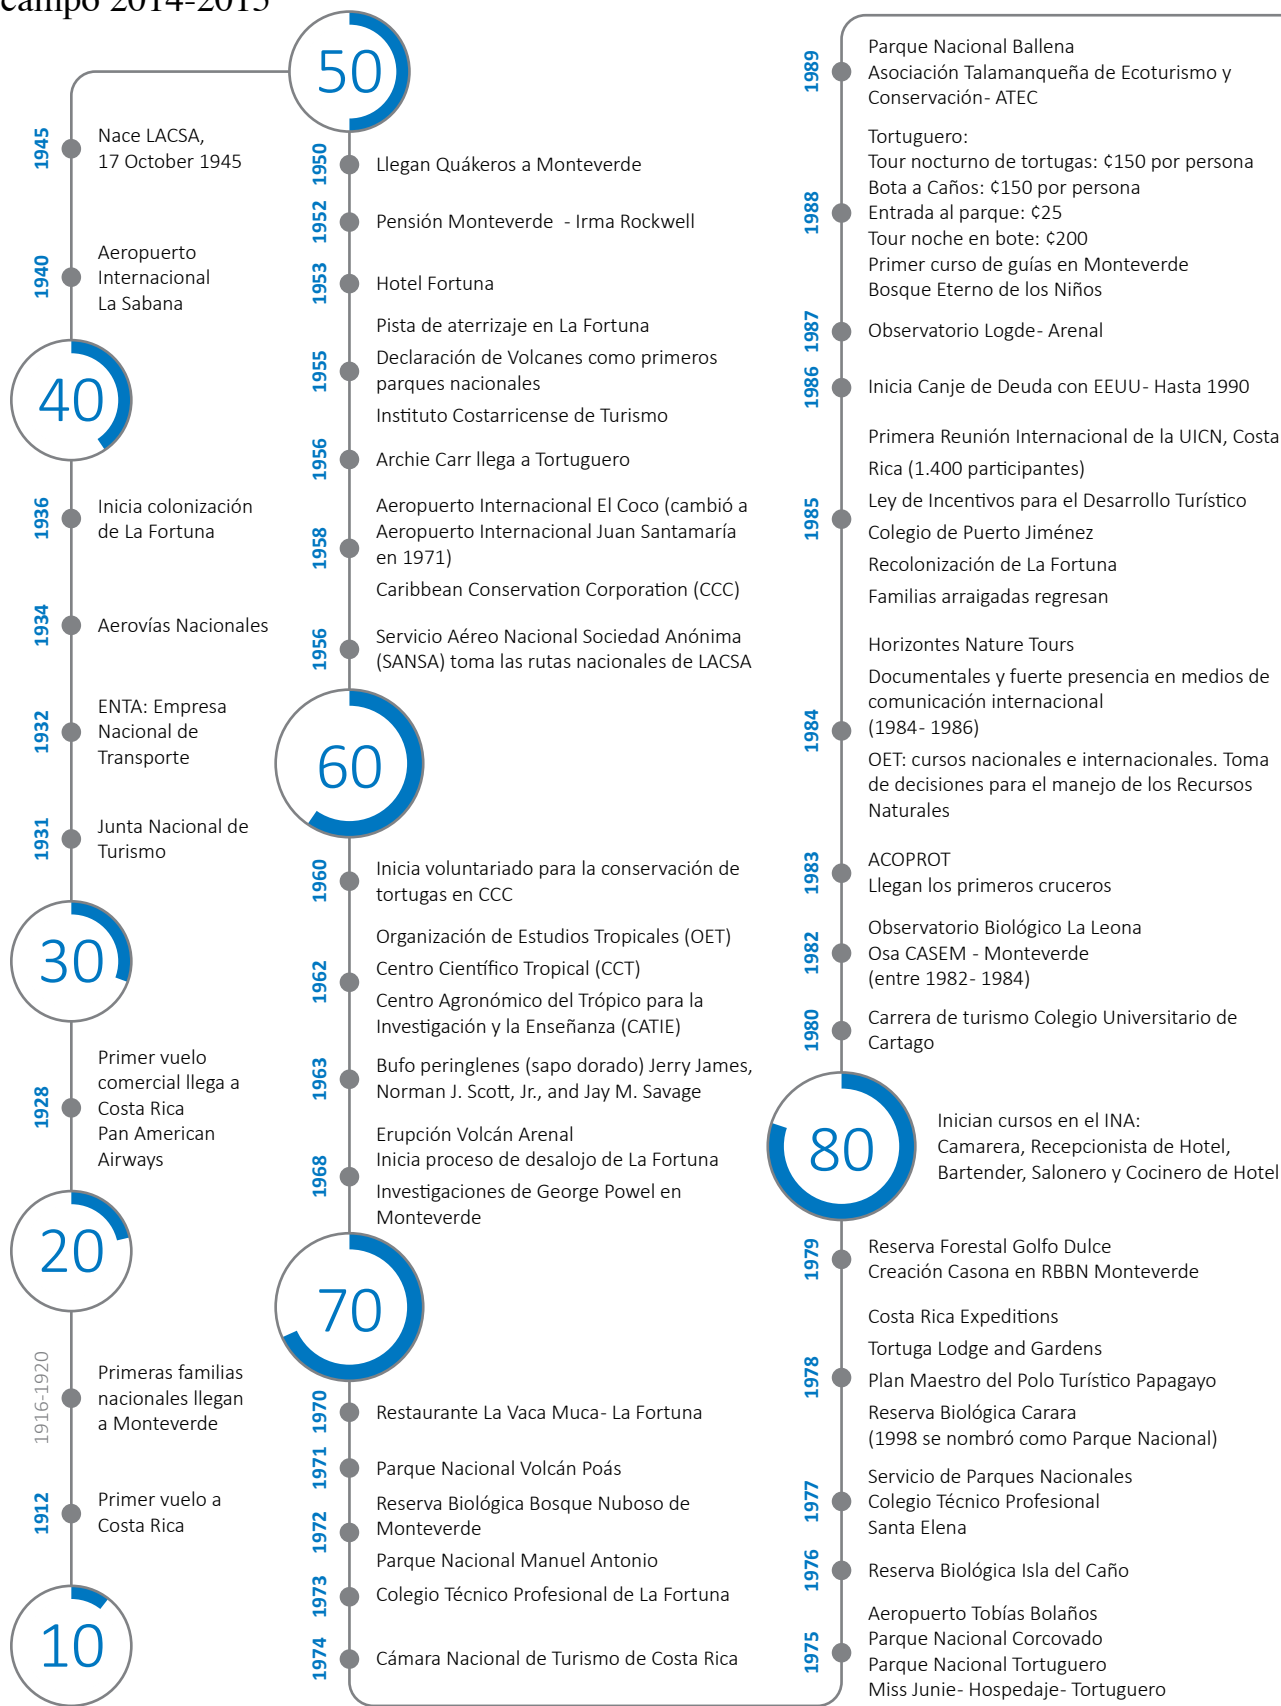 campo 2014-2015
50
1945
Nace LACSA,
17 October 1945
1940
Aeropuerto
Internacional
La Sabana
40
1936
Inicia colonización
de La Fortuna
1934
Aerovías Nacionales
1932
ENTA: Empresa
Nacional de
Transporte
1931
Junta Nacional de
Turismo
30
1928
Primer vuelo
comercial llega a
Costa Rica
Pan American
Airways
20
1916-1920
Primeras familias
nacionales llegan
a Monteverde
1912
Primer vuelo a
Costa Rica
10
1950
Llegan Quákeros a Monteverde
1952
Pensión Monteverde - Irma Rockwell
1953
Hotel Fortuna
1955
Pista de aterrizaje en La Fortuna
Declaración de Volcanes como primeros
parques nacionales
Instituto Costarricense de Turismo
1956
Archie Carr llega a Tortuguero
1958
Aeropuerto Internacional El Coco (cambió a
Aeropuerto Internacional Juan Santamaría
en 1971)
Caribbean Conservation Corporation (CCC)
1956
Servicio Aéreo Nacional Sociedad Anónima
(SANSA) toma las rutas nacionales de LACSA
60
1960
Inicia voluntariado para la conservación de
tortugas en CCC
1962
Organización de Estudios Tropicales (OET)
Centro Científico Tropical (CCT)
Centro Agronómico del Trópico para la
Investigación y la Enseñanza (CATIE)
1963
Bufo peringlenes (sapo dorado) Jerry James,
Norman J. Scott, Jr., and Jay M. Savage
1968
Erupción Volcán Arenal
Inicia proceso de desalojo de La Fortuna
Investigaciones de George Powel en
Monteverde
70
1970
Restaurante La Vaca Muca- La Fortuna
1971
Parque Nacional Volcán Poás
1972
Reserva Biológica Bosque Nuboso de
Monteverde
Parque Nacional Manuel Antonio
1973
Colegio Técnico Profesional de La Fortuna
1974
Cámara Nacional de Turismo de Costa Rica
1989
Parque Nacional Ballena
Asociación Talamanqueña de Ecoturismo y
Conservación- ATEC
1988
Tortuguero:
Tour nocturno de tortugas: ¢150 por persona
Bota a Caños: ¢150 por persona
Entrada al parque: ¢25
Tour noche en bote: ¢200
Primer curso de guías en Monteverde
Bosque Eterno de los Niños
1987
Observatorio Logde- Arenal
1986
Inicia Canje de Deuda con EEUU- Hasta 1990
1985
Primera Reunión Internacional de la UICN, Costa
Rica (1.400 participantes)
Ley de Incentivos para el Desarrollo Turístico
Colegio de Puerto Jiménez
Recolonización de La Fortuna
Familias arraigadas regresan
1984
Horizontes Nature Tours
Documentales y fuerte presencia en medios de
comunicación internacional
(1984- 1986)
OET: cursos nacionales e internacionales. Toma
de decisiones para el manejo de los Recursos
Naturales
1983
ACOPROT
Llegan los primeros cruceros
1982
Observatorio Biológico La Leona
Osa CASEM - Monteverde
(entre 1982- 1984)
1980
Carrera de turismo Colegio Universitario de
Cartago
80
Inician cursos en el INA:
Camarera, Recepcionista de Hotel,
Bartender, Salonero y Cocinero de Hotel
1979
Reserva Forestal Golfo Dulce
Creación Casona en RBBN Monteverde
1978
Costa Rica Expeditions
Tortuga Lodge and Gardens
Plan Maestro del Polo Turístico Papagayo
Reserva Biológica Carara
(1998 se nombró como Parque Nacional)
1977
Servicio de Parques Nacionales
Colegio Técnico Profesional
Santa Elena
1976
Reserva Biológica Isla del Caño
1975
Aeropuerto Tobías Bolaños
Parque Nacional Corcovado
Parque Nacional Tortuguero
Miss Junie- Hospedaje- Tortuguero